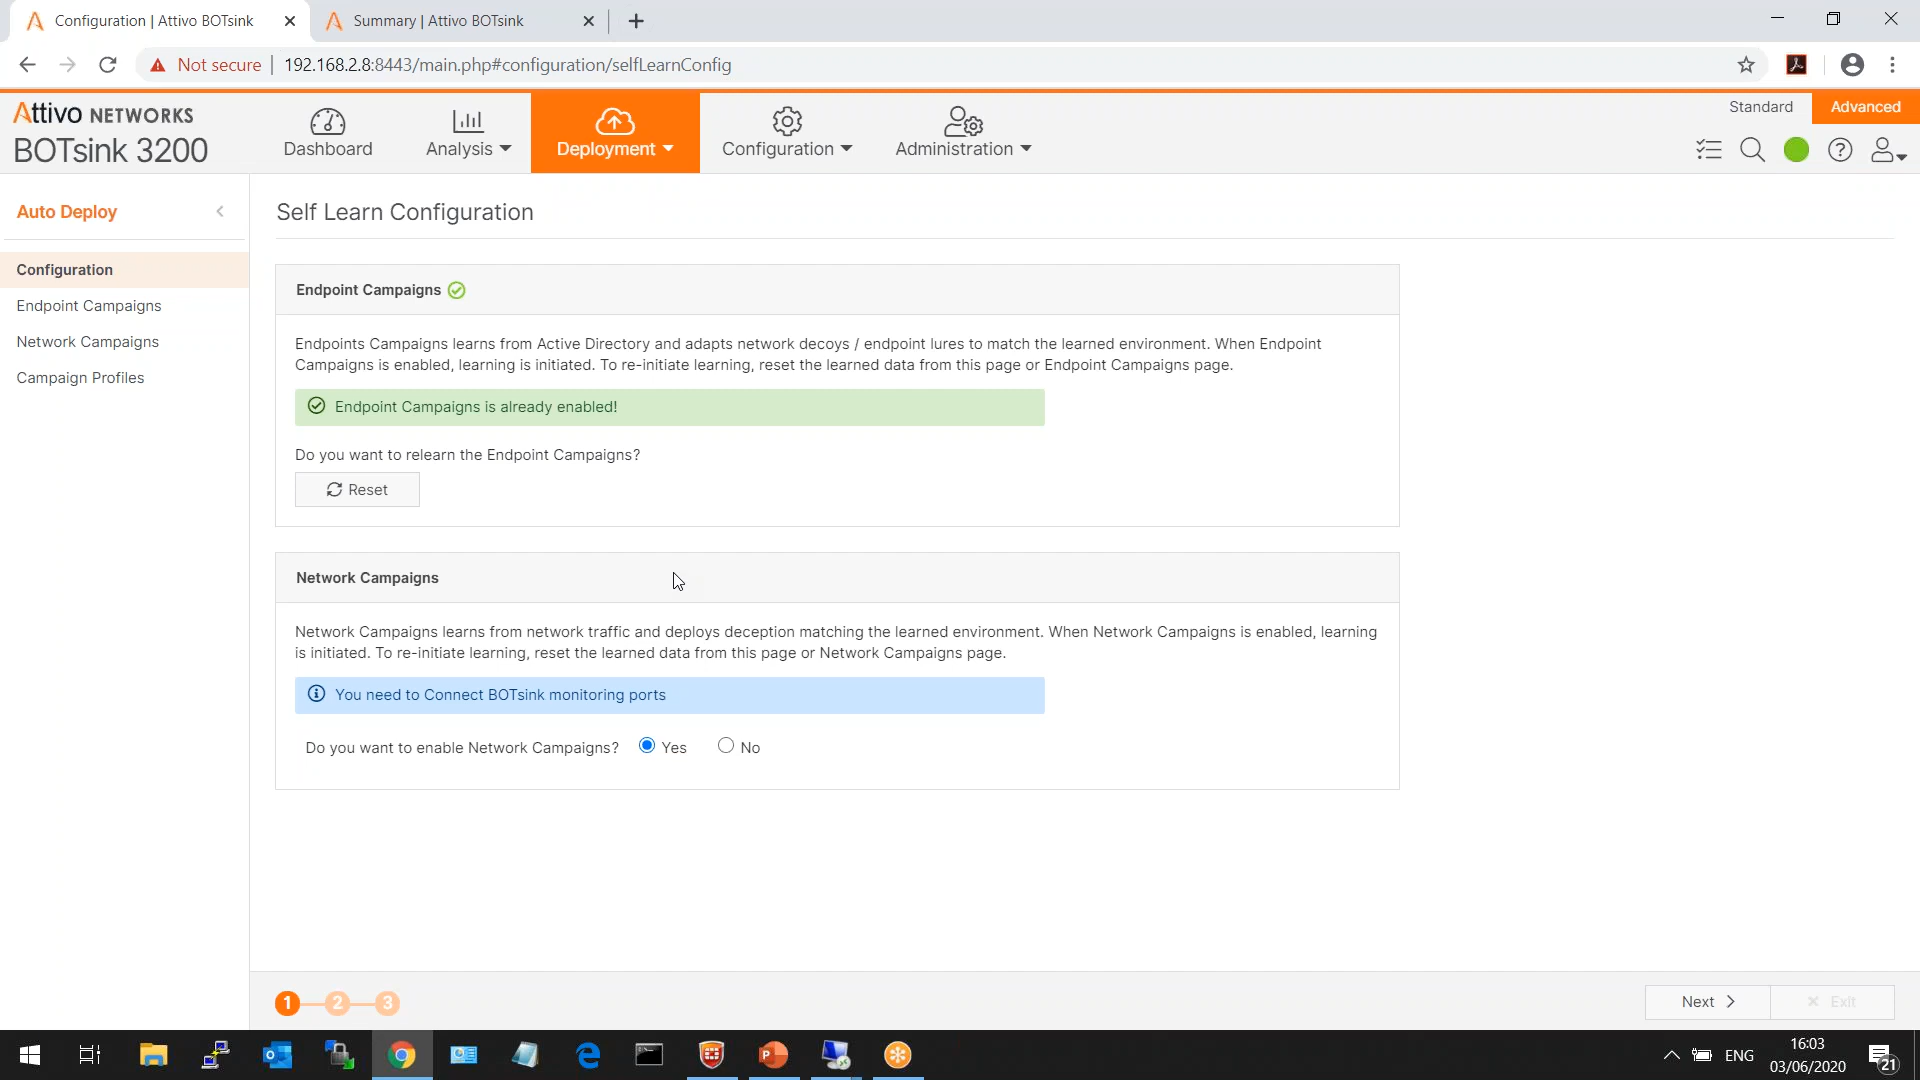 Configuration | Attivo BOTsink
Summary | Attivo BOTsink
Not secure
192.168.2.8:8443/main.php#configuration/selfLearnConfig
Attivo NETWORKS
BOTsink 3200
Dashboard
Analysis
Deployment
Configuration
Administration
Standard
Advanced
Auto Deploy
Configuration
Endpoint Campaigns
Network Campaigns
Campaign Profiles
Self Learn Configuration
Endpoint Campaigns
Endpoints Campaigns learns from Active Directory and adapts network decoys / endpoint lures to match the learned environment. When Endpoint
Campaigns is enabled, learning is initiated. To re-initiate learning, reset the learned data from this page or Endpoint Campaigns page.
Endpoint Campaigns is already enabled!
Do you want to relearn the Endpoint Campaigns?
Reset
Network Campaigns
Network Campaigns learns from network traffic and deploys deception matching the learned environment. When Network Campaigns is enabled, learning
is initiated. To re-initiate learning, reset the learned data from this page or Network Campaigns page.
You need to Connect BOTsink monitoring ports
Do you want to enable Network Campaigns? Yes No
1 2 3
Next
Exit
ENG
16:03
03/06/2020
21